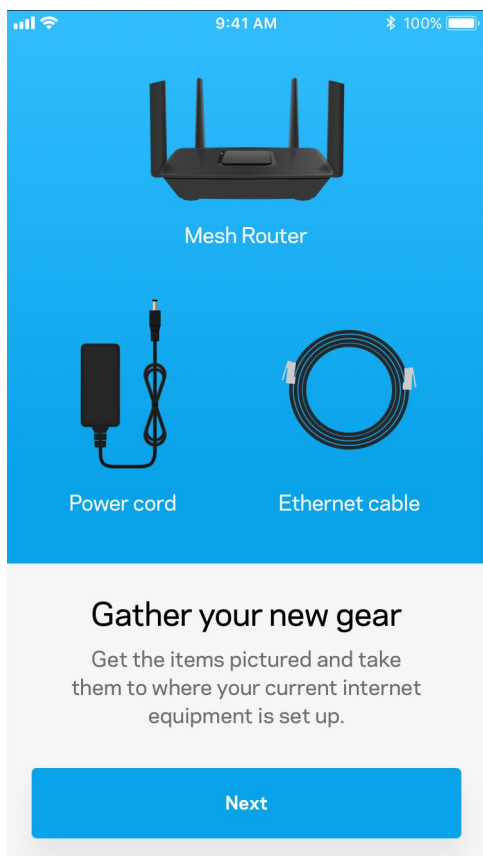 9:41 AM
100%
Mesh Router
Power cord
Ethernet cable
Gather your new gear
Get the items pictured and take
them to where your current internet
equipment is set up.
Next